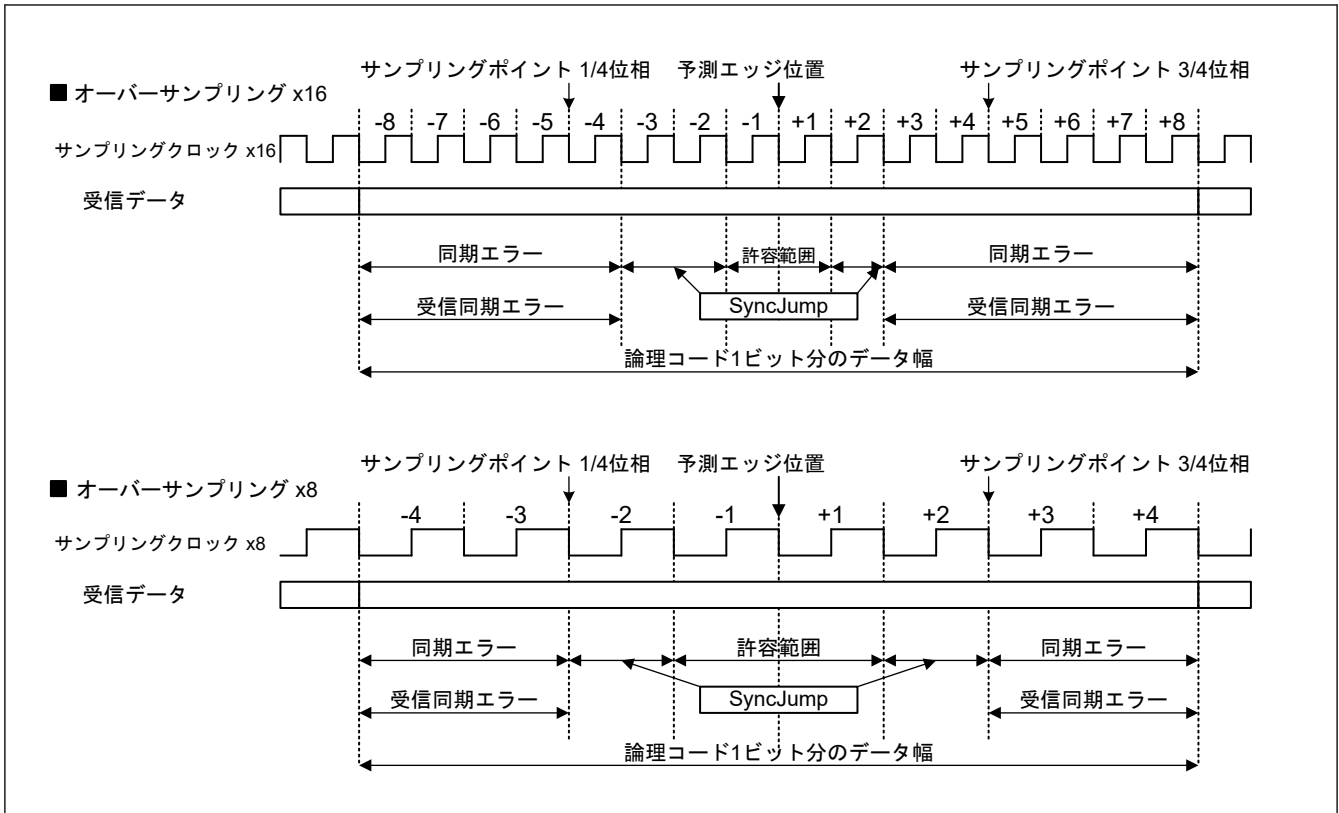 サンプリングポイント 1/4位相 予測エッジ位置 サンプリングポイント 3/4位相
■ オーバーサンプリング x16
-8 -7 -6 -5 -4 -3 -2 -1 +1 +2 +3 +4 +5 +6 +7 +8
サンプリングクロック x16
受信データ
同期エラー 許容範囲 同期エラー
受信同期エラー SyncJump 受信同期エラー
論理コード1ビット分のデータ幅
サンプリングポイント 1/4位相 予測エッジ位置 サンプリングポイント 3/4位相
■ オーバーサンプリング x8
-4 -3 -2 -1 +1 +2 +3 +4
サンプリングクロック x8
受信データ
同期エラー 許容範囲 同期エラー
受信同期エラー SyncJump 受信同期エラー
論理コード1ビット分のデータ幅